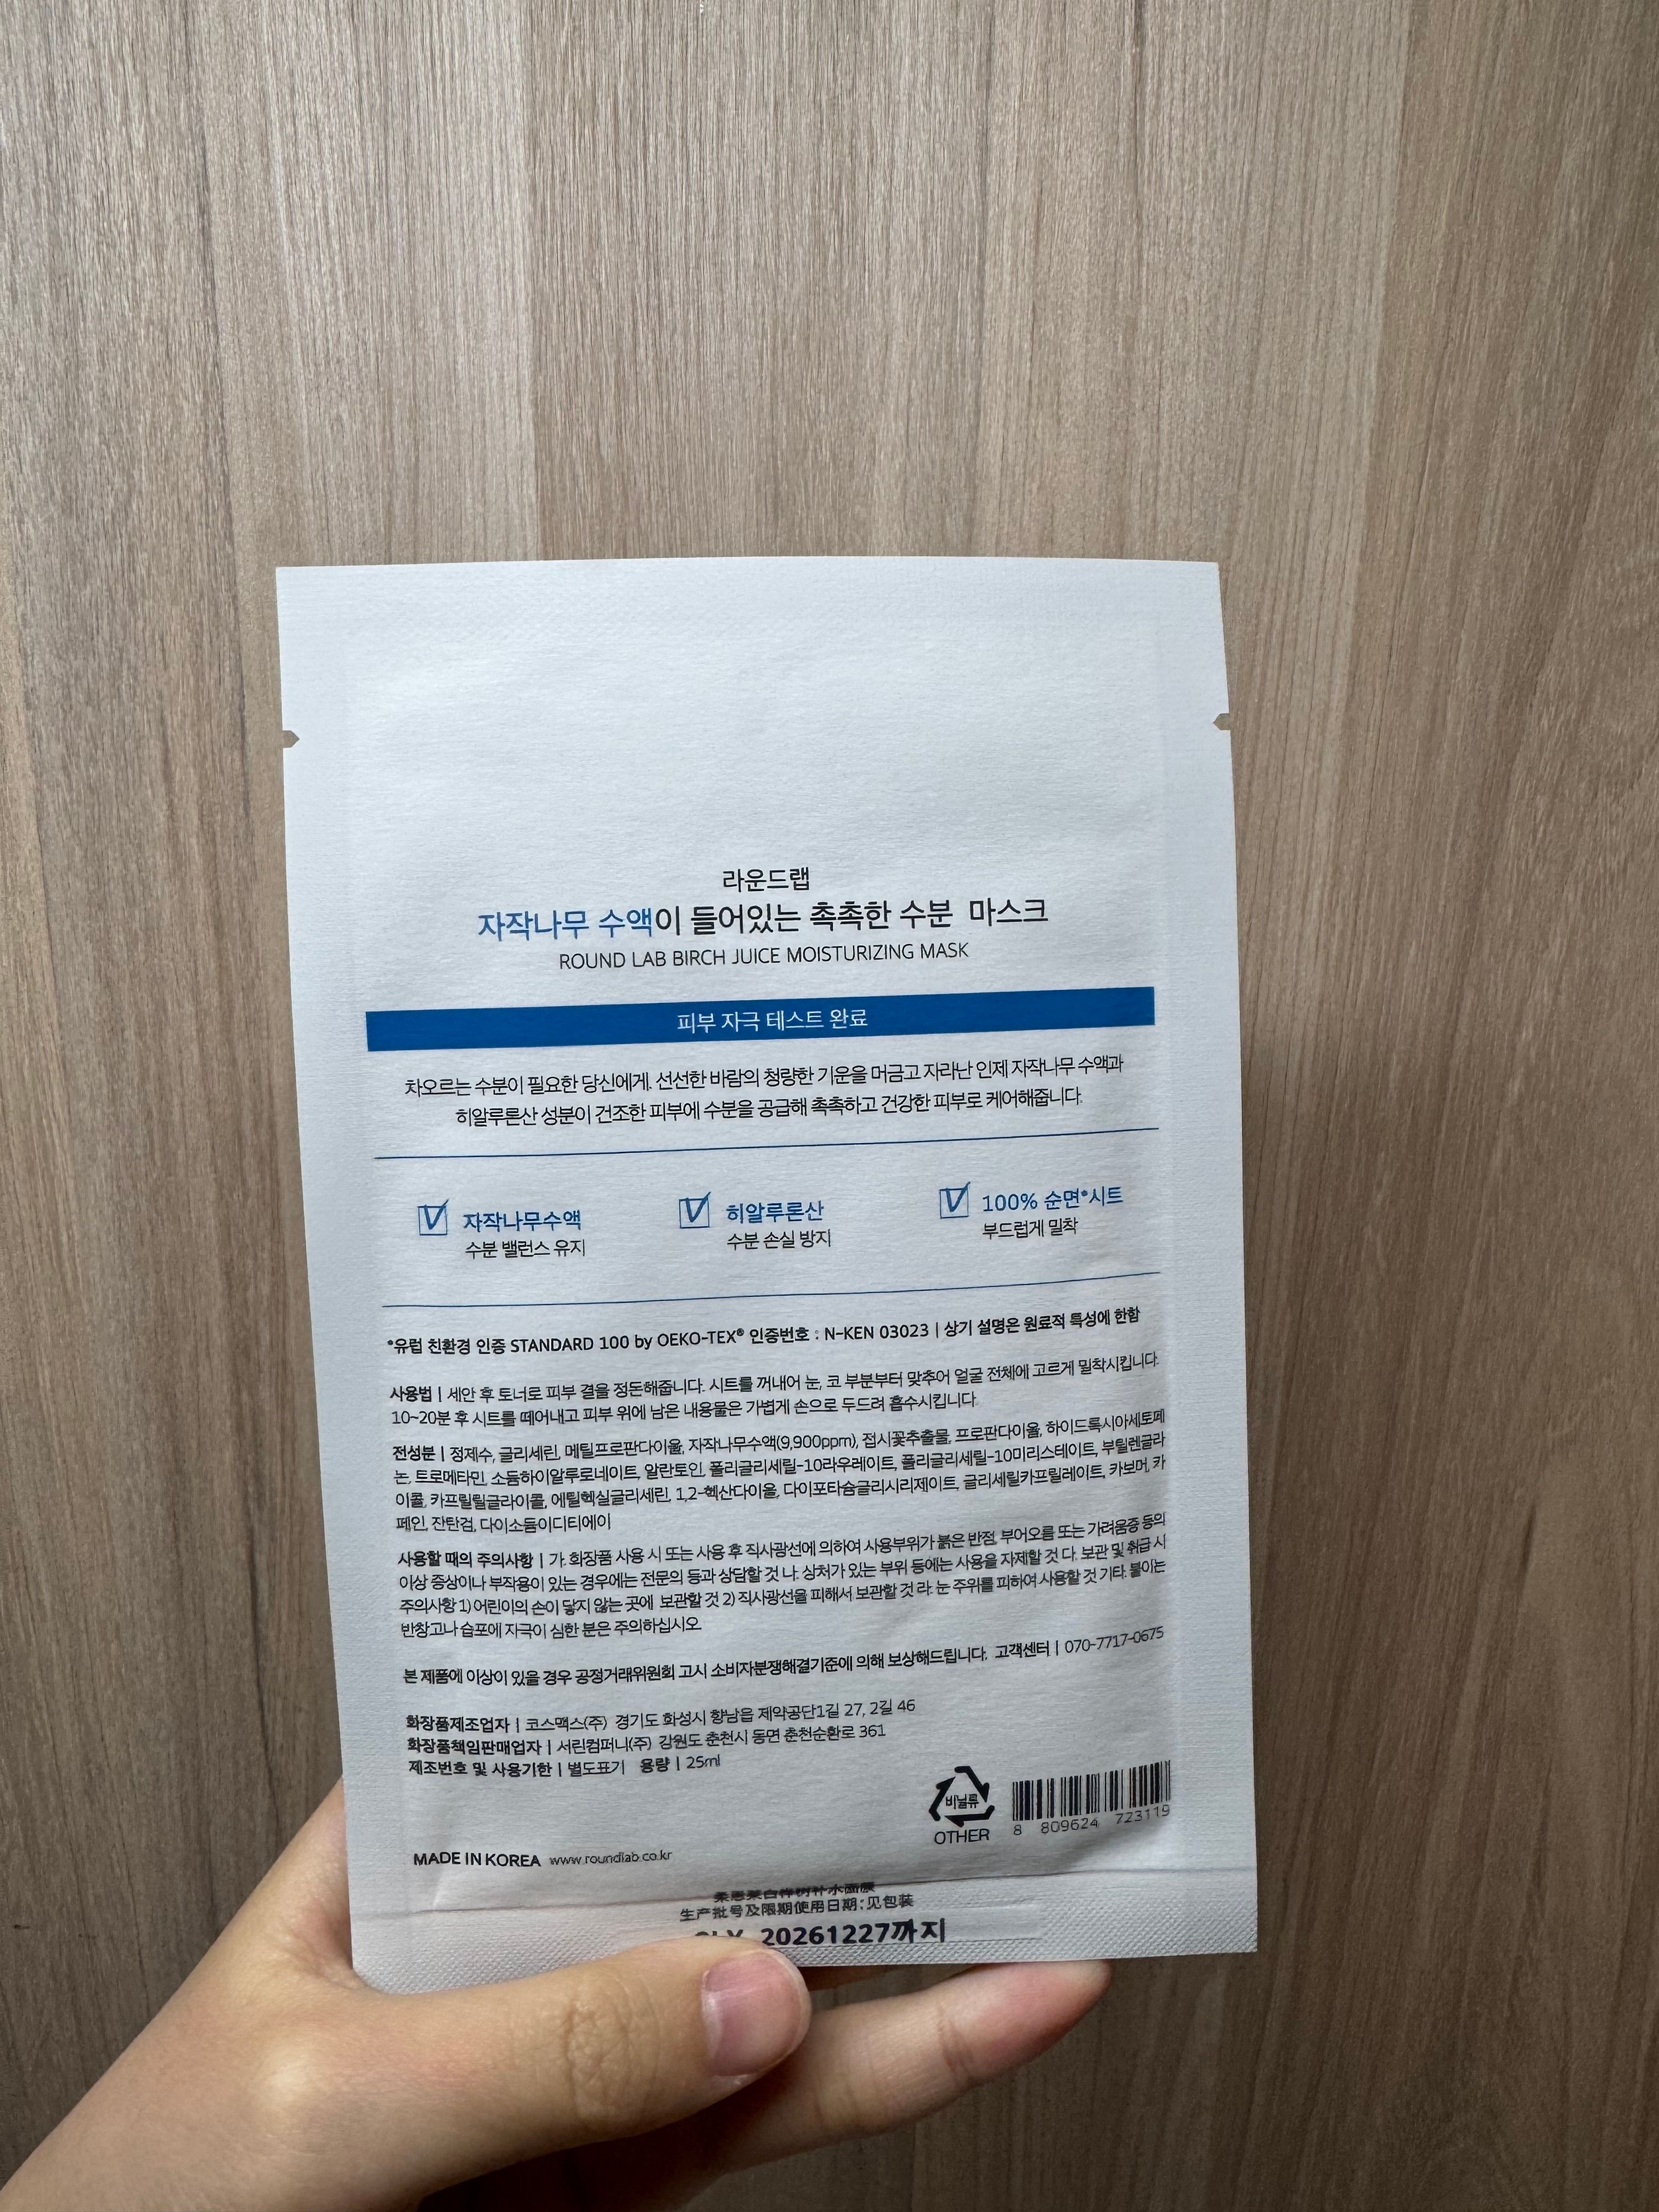 라운드랩
자작나무 수액이 들어있는 촉촉한 수분 마스크
ROUND LAB BIRCH JUICE MOISTURIZING MASK
피부 자극 테스트 완료
차오르는 수분이 필요한 당신에게. 선선한 바람의 청량한 기운을 머금고 자라난 인제 자작나무 수액과
히알루론산 성분이 건조한 피부에 수분을 공급해 촉촉하고 건강한 피부로 케어해줍니다.
자작나무수액
수분 밸런스 유지
히알루론산
수분 손실 방지
100% 순면*시트
부드럽게 밀착
*유럽 친환경 인증 STANDARD 100 by OEKO-TEX® 인증번호 : N-KEN 03023 | 상기 설명은 원료적 특성에 한함
사용법 | 세안 후 토너로 피부 결을 정돈해줍니다. 시트를 꺼내어 눈, 코 부분부터 맞추어 얼굴 전체에 고르게 밀착시킵니다.
10~20분 후 시트를 떼어내고 피부 위에 남은 내용물은 가볍게 손으로 두드려 흡수시킵니다.
전성분 | 정제수, 글리세린, 메틸프로판다이올, 자작나무수액(9,900ppm), 접시꽃추출물, 프로판다이올, 하이드록시아세토페
논, 트로메타민, 소듐하이알루로네이트, 알란토인, 폴리글리세릴-10라우레이트, 폴리글리세릴-10미리스테이트, 부틸렌글라
이콜, 카프릴릴글라이콜, 에틸헥실글리세린, 1,2-헥산다이올, 다이포타슘글리시리제이트, 글리세릴카프릴레이트, 카보머, 카
페인, 잔탄검, 다이소듐이디티에이
사용할 때의 주의사항 | 가. 화장품 사용 시 또는 사용 후 직사광선에 의하여 사용부위가 붉은 반점, 부어오름 또는 가려움증 등의
이상 증상이나 부작용이 있는 경우에는 전문의 등과 상담할 것 나. 상처가 있는 부위 등에는 사용을 자제할 것 다. 보관 및 취급 시
주의사항 1) 어린이의 손이 닿지 않는 곳에 보관할 것 2) 직사광선을 피해서 보관할 것 라. 눈 주위를 피하여 사용할 것 기타. 붙이는
반창고나 습포에 자극이 심한 분은 주의하십시오.
본 제품에 이상이 있을 경우 공정거래위원회 고시 소비자분쟁해결기준에 의해 보상해드립니다. 고객센터 | 070-7717-0675
화장품제조업자 | 코스맥스(주) 경기도 화성시 향남읍 제약공단1길 27, 2길 46
화장품책임판매업자 | 서린컴퍼니(주) 강원도 춘천시 동면 춘천순환로 361
제조번호 및 사용기한 | 별도표기 용량 | 25ml
비닐류
OTHER
8 809624 723119
MADE IN KOREA www.roundlab.co.kr
生产批号及限期使用日期:见包装
20261227까지